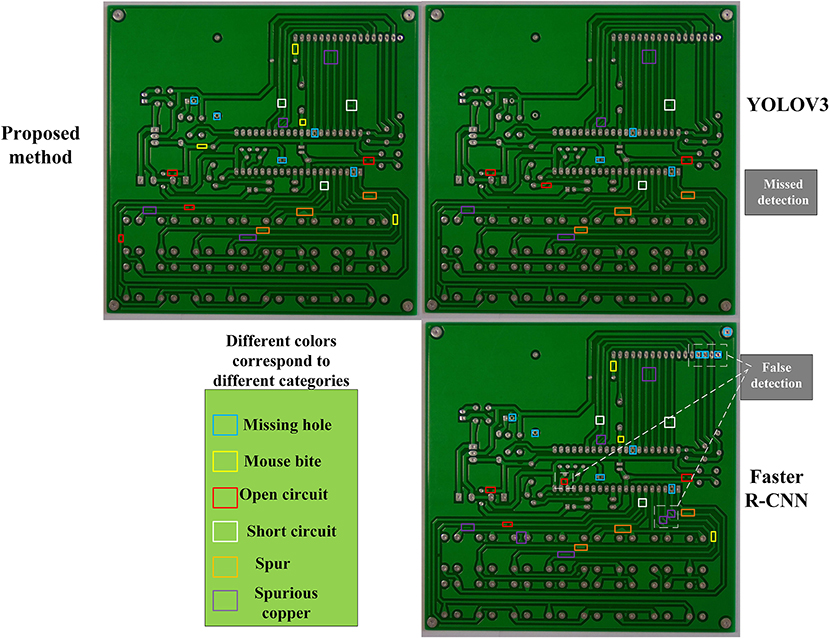 Proposed
method
YOLOV3
Missed
detection
Different colors
correspond to
different categories
Missing hole
Mouse bite
Open circuit
Short circuit
Spur
Spurious
copper
False
detection
Faster
R-CNN